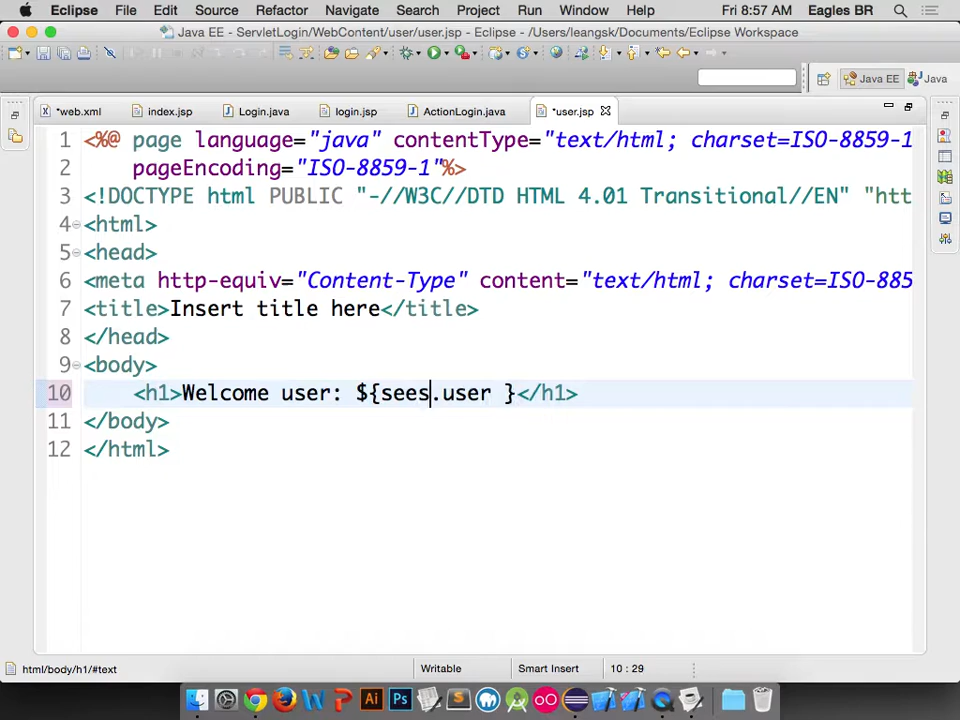 Eclipse File Edit Source Refactor Navigate Search Project Run Window Help Fri 8:57 AM Eagles BR
Java EE - ServletLogin/WebContent/user/user.jsp - Eclipse - /Users/leangsk/Documents/Eclipse Workspace
Java EE Java
*web.xml index.jsp Login.java login.jsp ActionLogin.java *user.jsp
1 <%@ page language="java" contentType="text/html; charset=ISO-8859-1
2 pageEncoding="ISO-8859-1"%>
3 <!DOCTYPE html PUBLIC "-//W3C//DTD HTML 4.01 Transitional//EN" "htt
4 <html>
5 <head>
6 <meta http-equiv="Content-Type" content="text/html; charset=ISO-885
7 <title>Insert title here</title>
8 </head>
9 <body>
10 <h1>Welcome user: ${sees.user }</h1>
11 </body>
12 </html>
html/body/h1/#text Writable Smart Insert 10 : 29